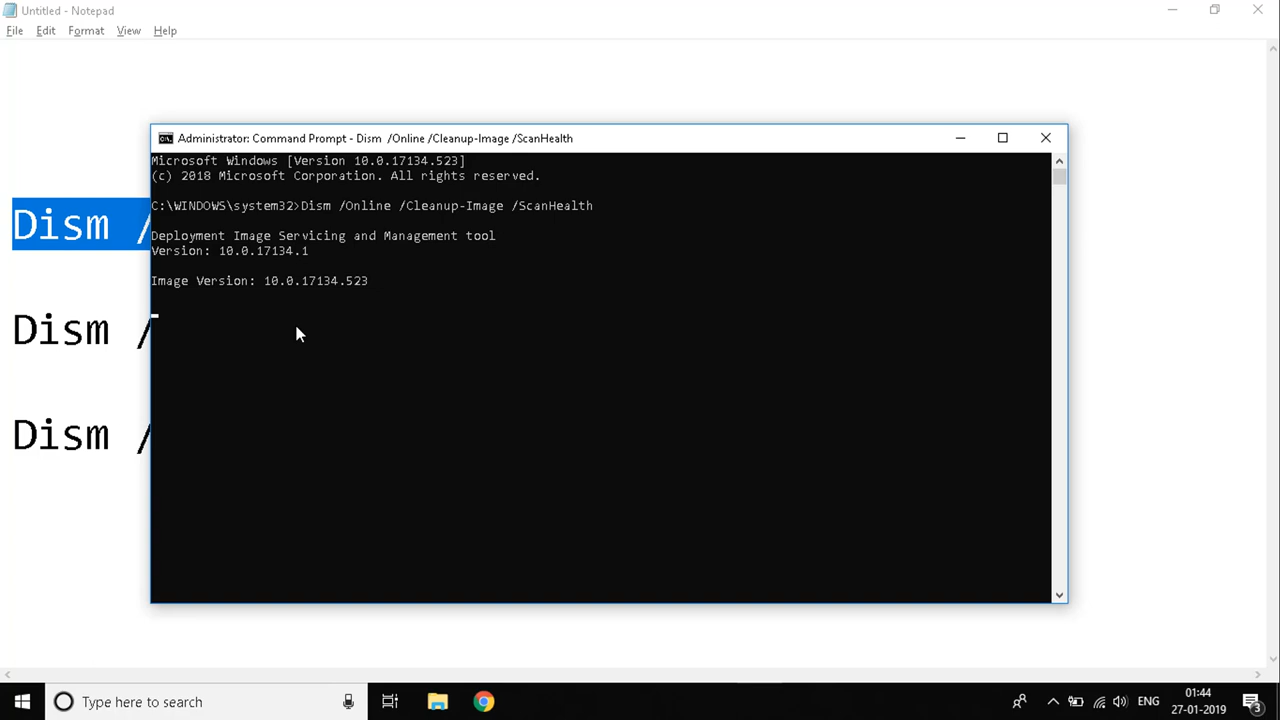 Untitled - Notepad
File Edit Format View Help
Dism /
Dism /
Dism /
Administrator: Command Prompt - Dism /Online /Cleanup-Image /ScanHealth
Microsoft Windows [Version 10.0.17134.523]
(c) 2018 Microsoft Corporation. All rights reserved.
C:\WINDOWS\system32>Dism /Online /Cleanup-Image /ScanHealth
Deployment Image Servicing and Management tool
Version: 10.0.17134.1
Image Version: 10.0.17134.523
Type here to search
ENG
01:44
27-01-2019
3